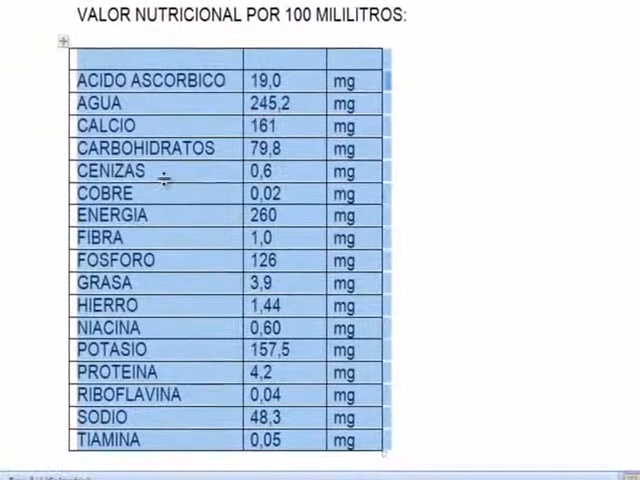 VALOR NUTRICIONAL POR 100 MILILITROS:
ACIDO ASCORBICO 19,0 mg
AGUA 245,2 mg
CALCIO 161 mg
CARBOHIDRATOS 79,8 mg
CENIZAS 0,6 mg
COBRE 0,02 mg
ENERGIA 260 mg
FIBRA 1,0 mg
FOSFORO 126 mg
GRASA 3,9 mg
HIERRO 1,44 mg
NIACINA 0,60 mg
POTASIO 157,5 mg
PROTEINA 4,2 mg
RIBOFLAVINA 0,04 mg
SODIO 48,3 mg
TIAMINA 0,05 mg